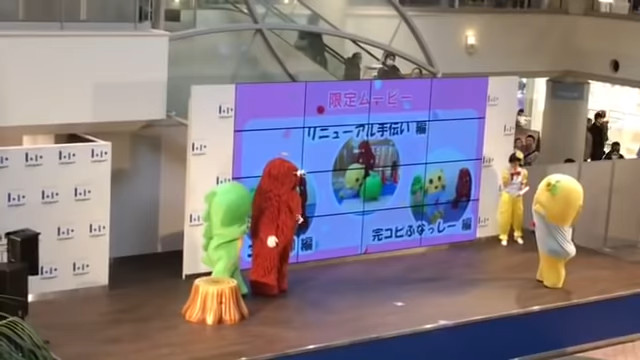 限定ムービー
リニューアル手伝い 編
編
完コピふなっしー 編